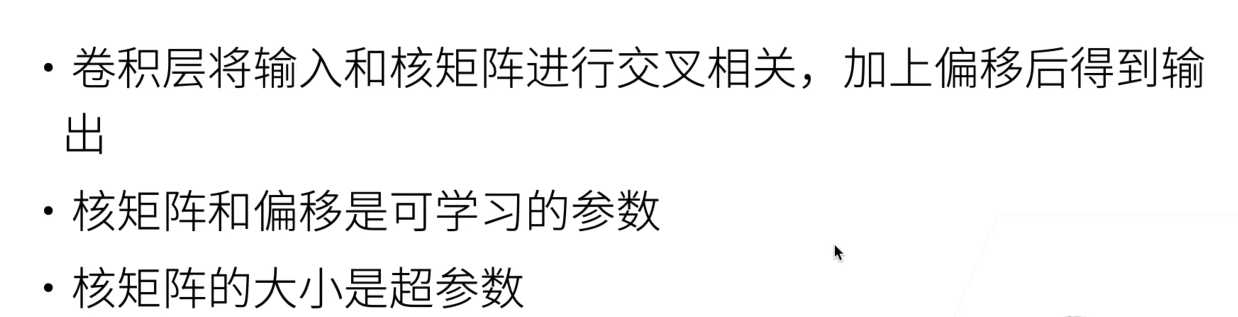 • 卷积层将输入和核矩阵进行交叉相关，加上偏移后得到输
出
• 核矩阵和偏移是可学习的参数
• 核矩阵的大小是超参数